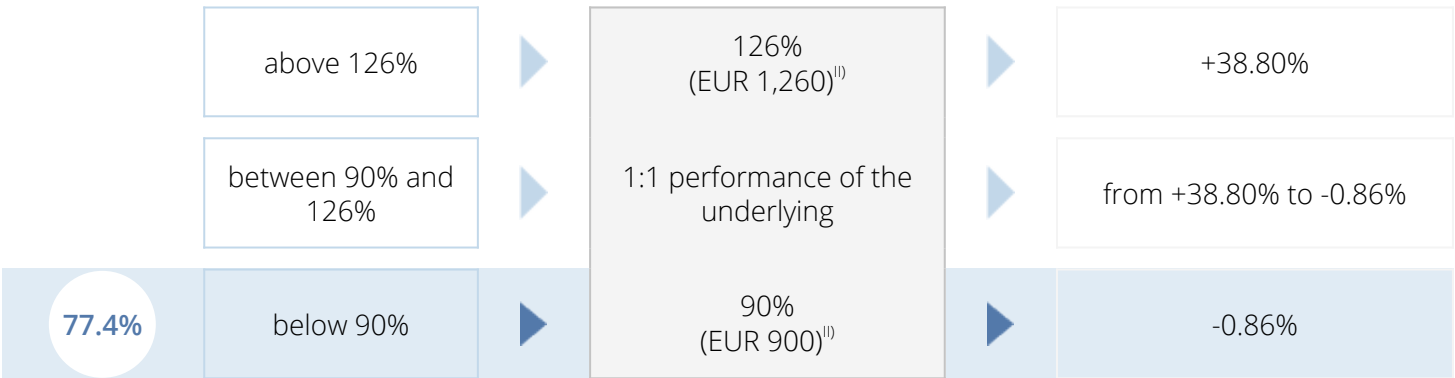 above 126%
126%
(EUR 1,260)II)
+38.80%
between 90% and
126%
1:1 performance of the
underlying
from +38.80% to -0.86%
77.4%
below 90%
90%
(EUR 900)II)
-0.86%